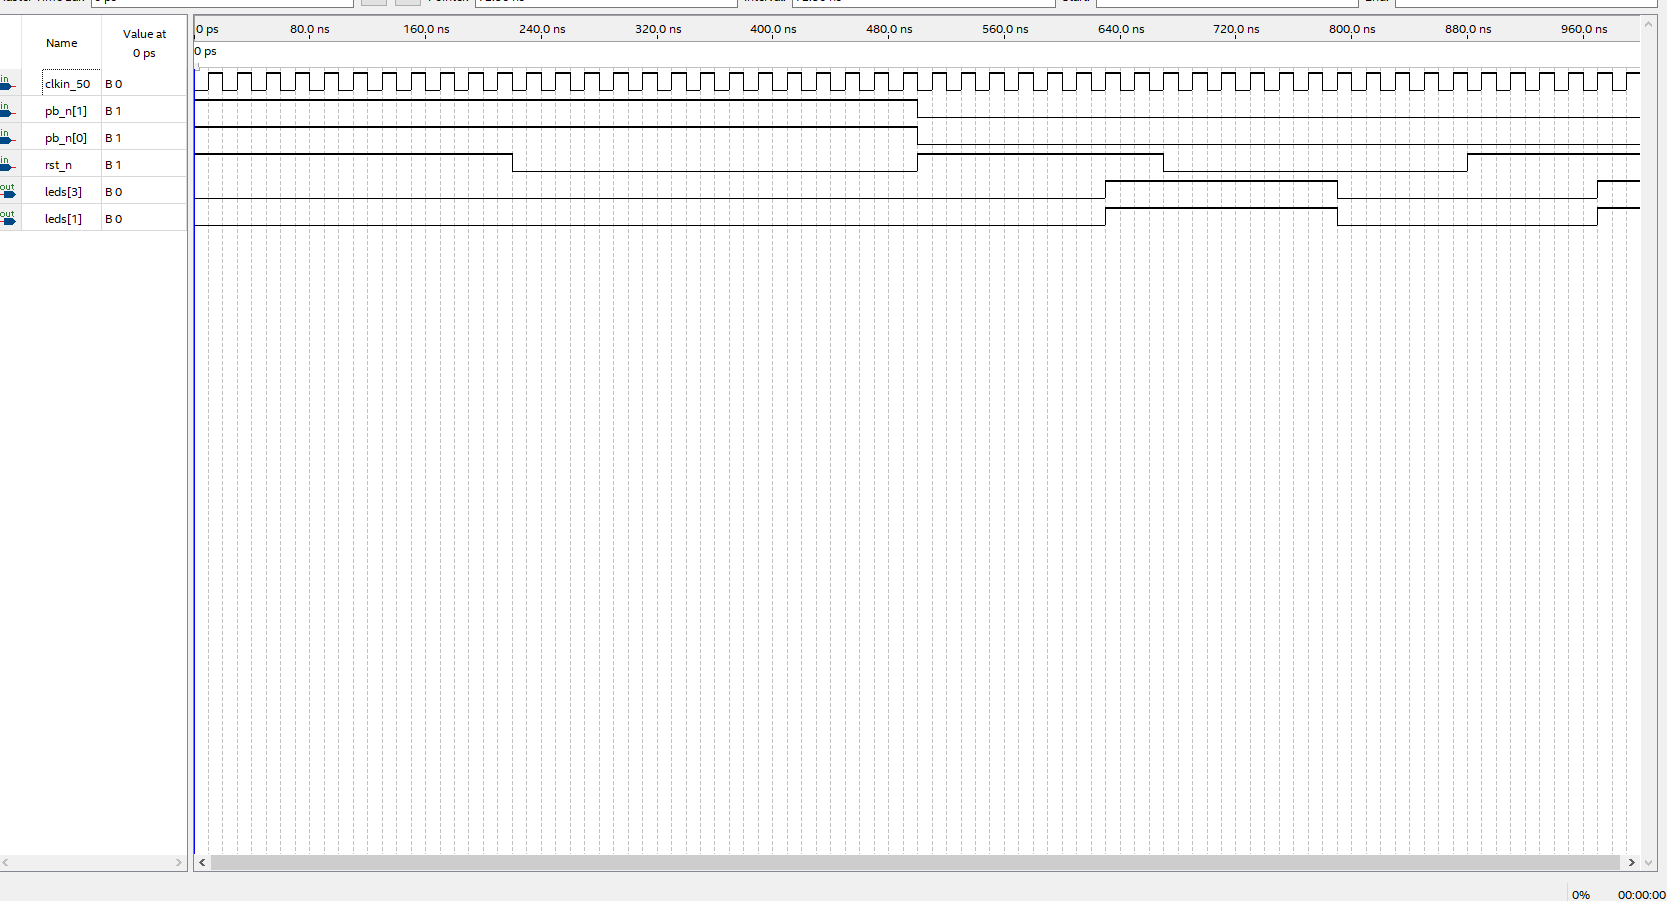 0 ps
Name
Value at
0 ps
0 ps
80.0 ns
160.0 ns
240.0 ns
320.0 ns
400.0 ns
480.0 ns
560.0 ns
640.0 ns
720.0 ns
800.0 ns
880.0 ns
960.0 ns
0 ps
in
clkin_50
B 0
in
pb_n[1]
B 1
in
pb_n[0]
B 1
in
rst_n
B 1
out
leds[3]
B 0
out
leds[1]
B 0
0%
00:00:00